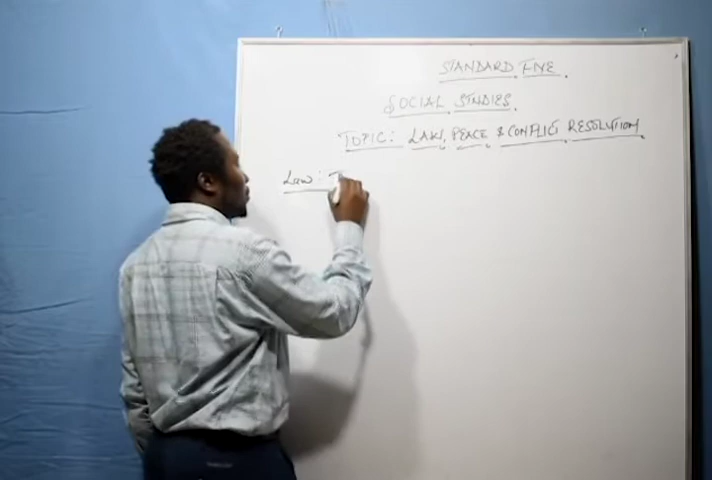 STANDARD FIVE.
SOCIAL STUDIES.
TOPIC: LAW, PEACE & CONFLICT RESOLUTION.
Law: T